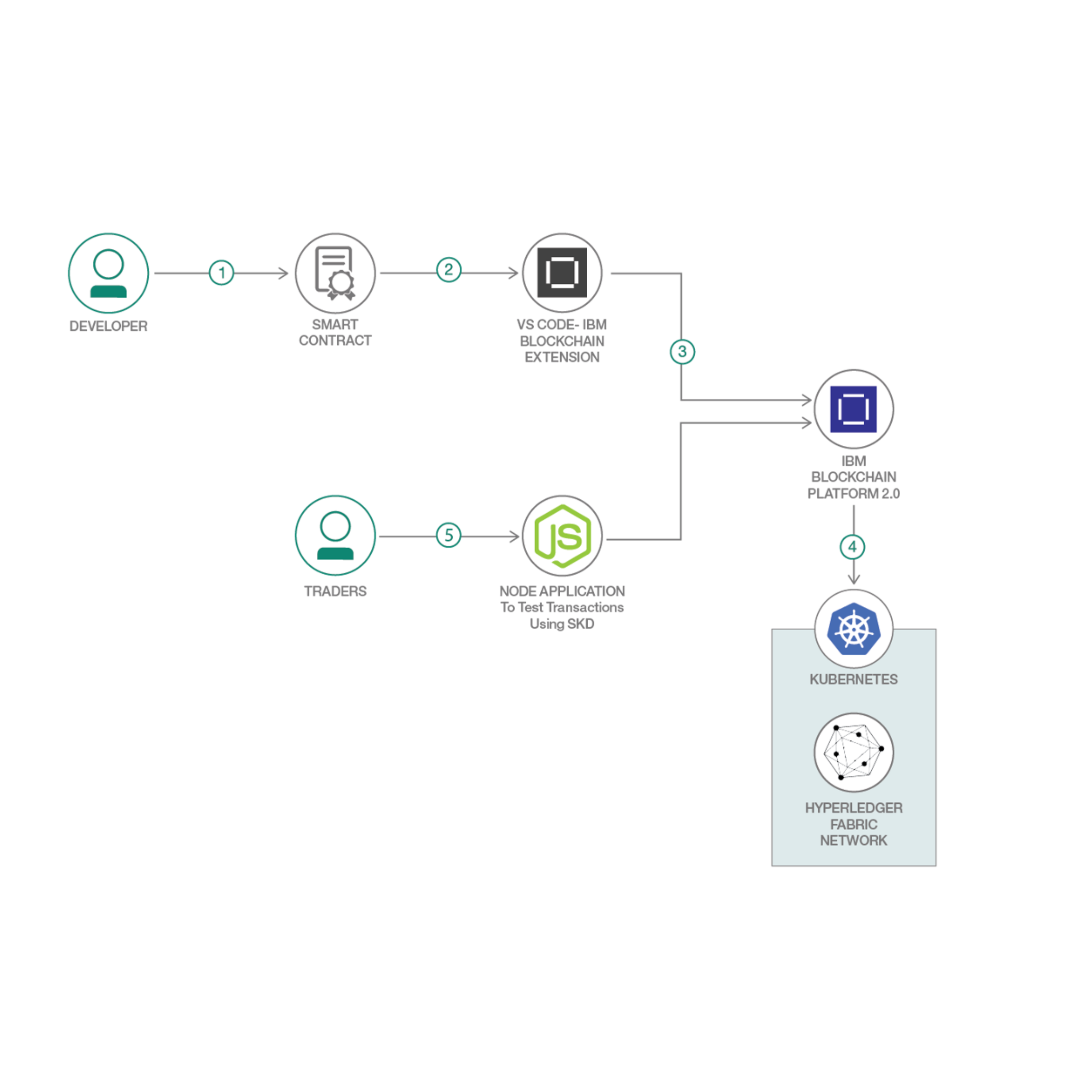 1
2
DEVELOPER
SMART
CONTRACT
VS CODE- IBM
BLOCKCHAIN
EXTENSION
3
IBM
BLOCKCHAIN
PLATFORM 2.0
5
JS
4
TRADERS
NODE APPLICATION
To Test Transactions
Using SKD
KUBERNETES
HYPERLEDGER
FABRIC
NETWORK